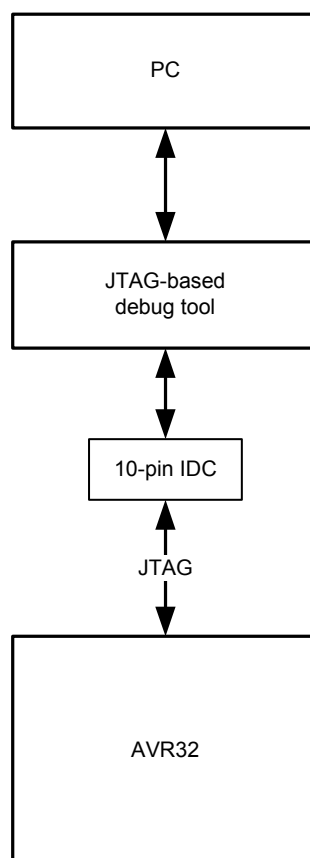 PC
JTAG-based
debug tool
10-pin IDC
JTAG
AVR32